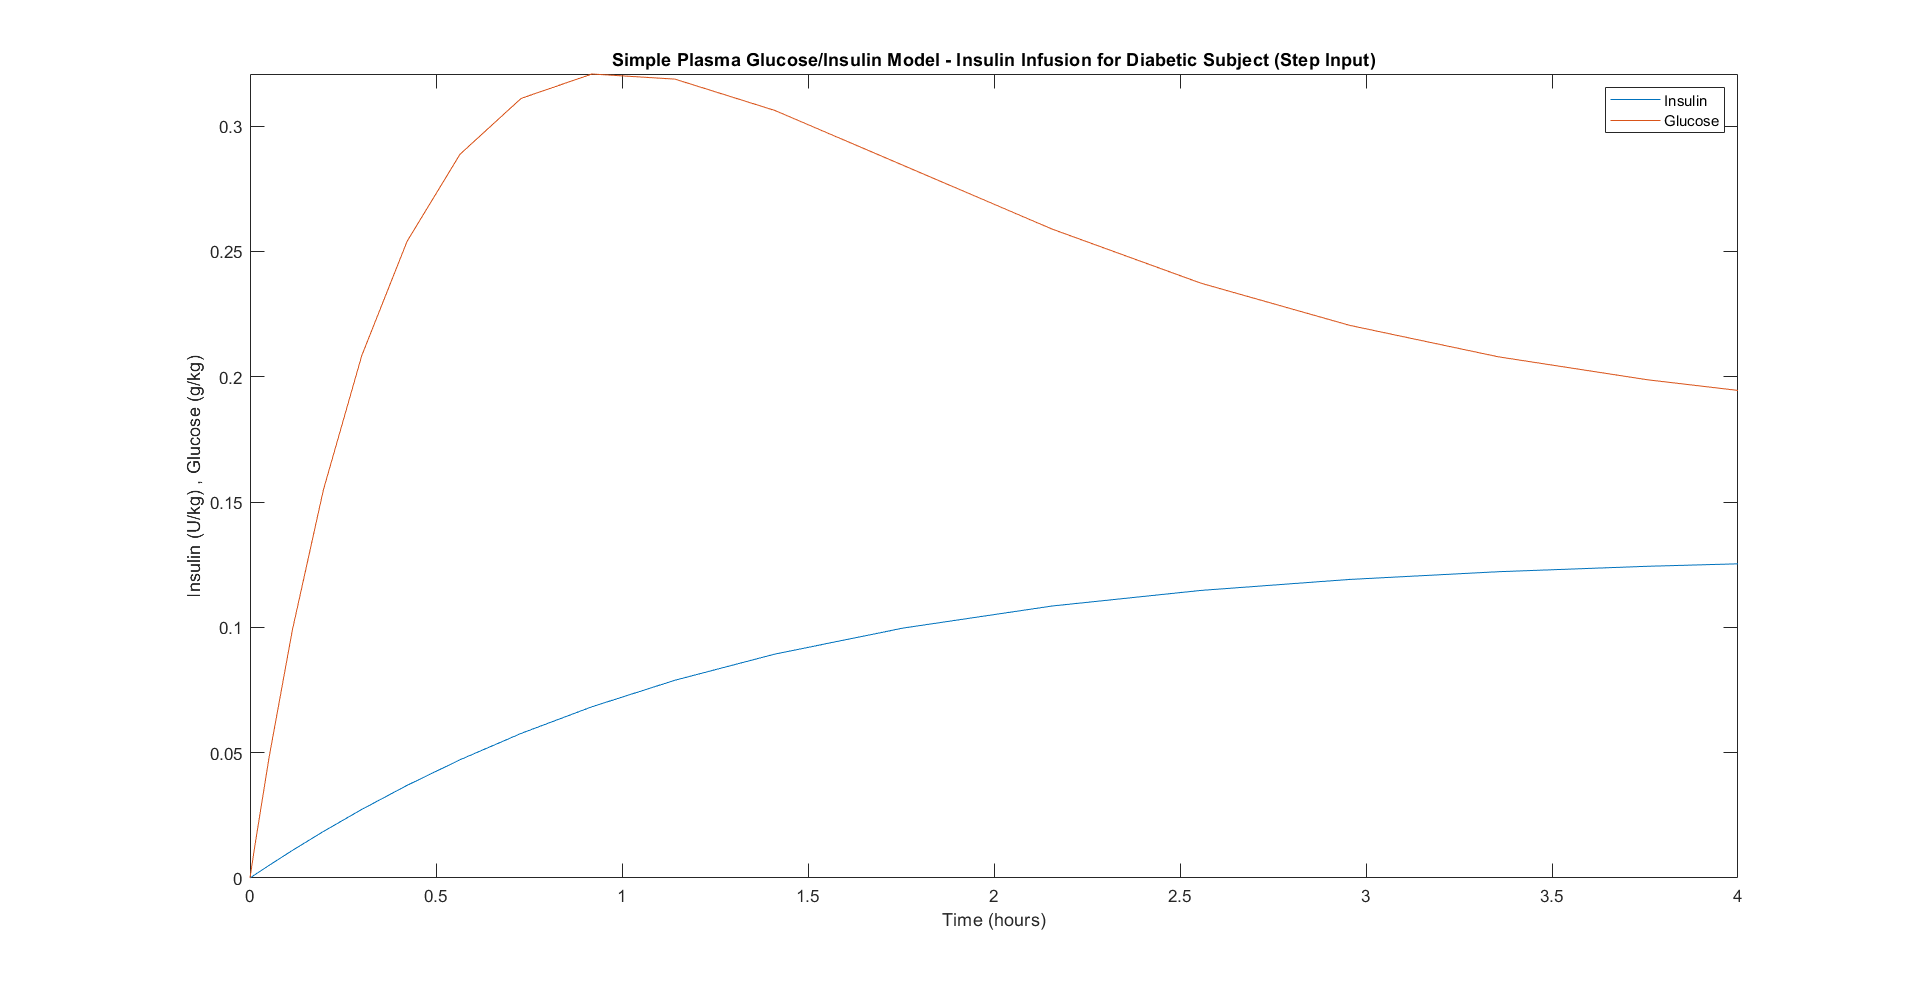 Simple Plasma Glucose/Insulin Model - Insulin Infusion for Diabetic Subject (Step Input)
Insulin
Glucose
Insulin (U/kg) , Glucose (g/kg)
0.3
0.25
0.2
0.15
0.1
0.05
0
0 0.5 1 1.5 2 2.5 3 3.5 4
Time (hours)